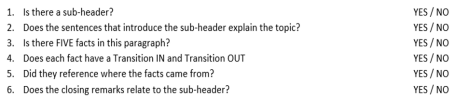 1. Is there a sub-header? YES / NO
2. Does the sentences that introduce the sub-header explain the topic? YES / NO
3. Is there FIVE facts in this paragraph? YES / NO
4. Does each fact have a Transition IN and Transition OUT YES / NO
5. Did they reference where the facts came from? YES / NO
6. Does the closing remarks relate to the sub-header? YES / NO